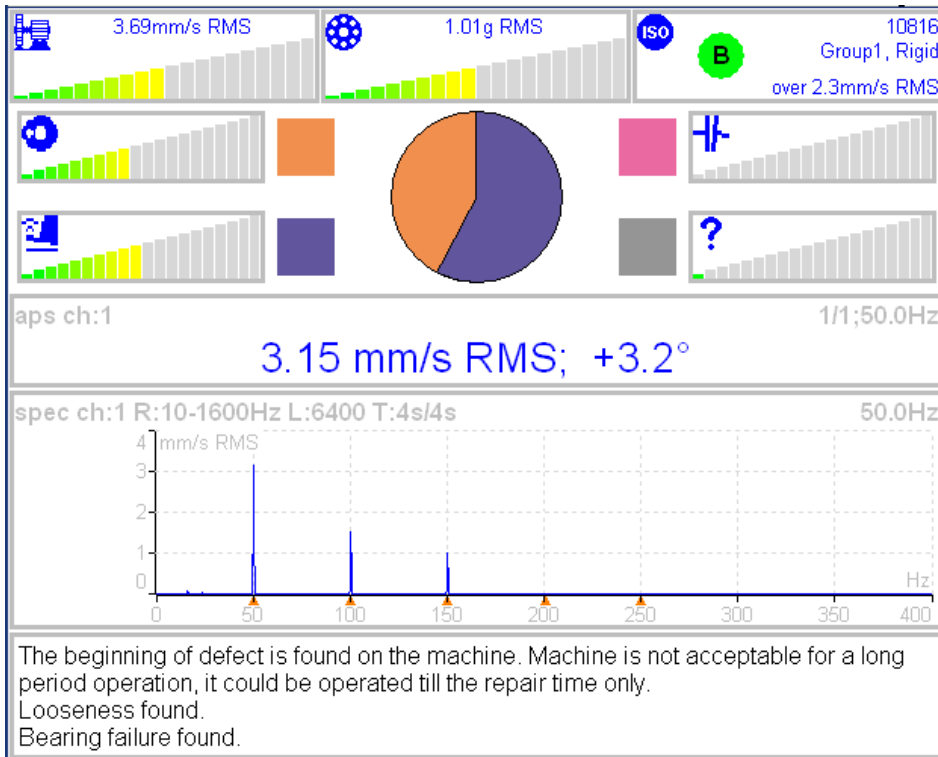 3.69mm/s RMS
1.01g RMS
ISO
10816
B
Group1, Rigid
over 2.3mm/s RMS
?
aps ch:1
1/1;50.0Hz
3.15 mm/s RMS; +3.2°
spec ch:1 R:10-1600Hz L:6400 T:4s/4s
50.0Hz
4
mm/s RMS
3
2
1
0
Hz
0 50 100 150 200 250 300 350 400
The beginning of defect is found on the machine. Machine is not acceptable for a long
period operation, it could be operated till the repair time only.
Looseness found.
Bearing failure found.